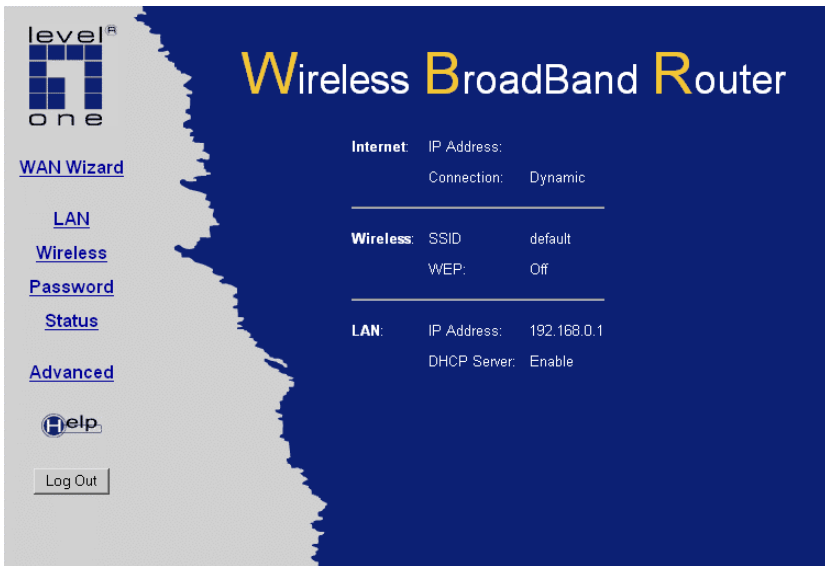 level®
one
WAN Wizard
LAN
Wireless
Password
Status
Advanced
Help
Log Out
Wireless BroadBand Router
Internet: IP Address:
Connection: Dynamic
Wireless: SSID default
WEP: Off
LAN: IP Address: 192.168.0.1
DHCP Server: Enable